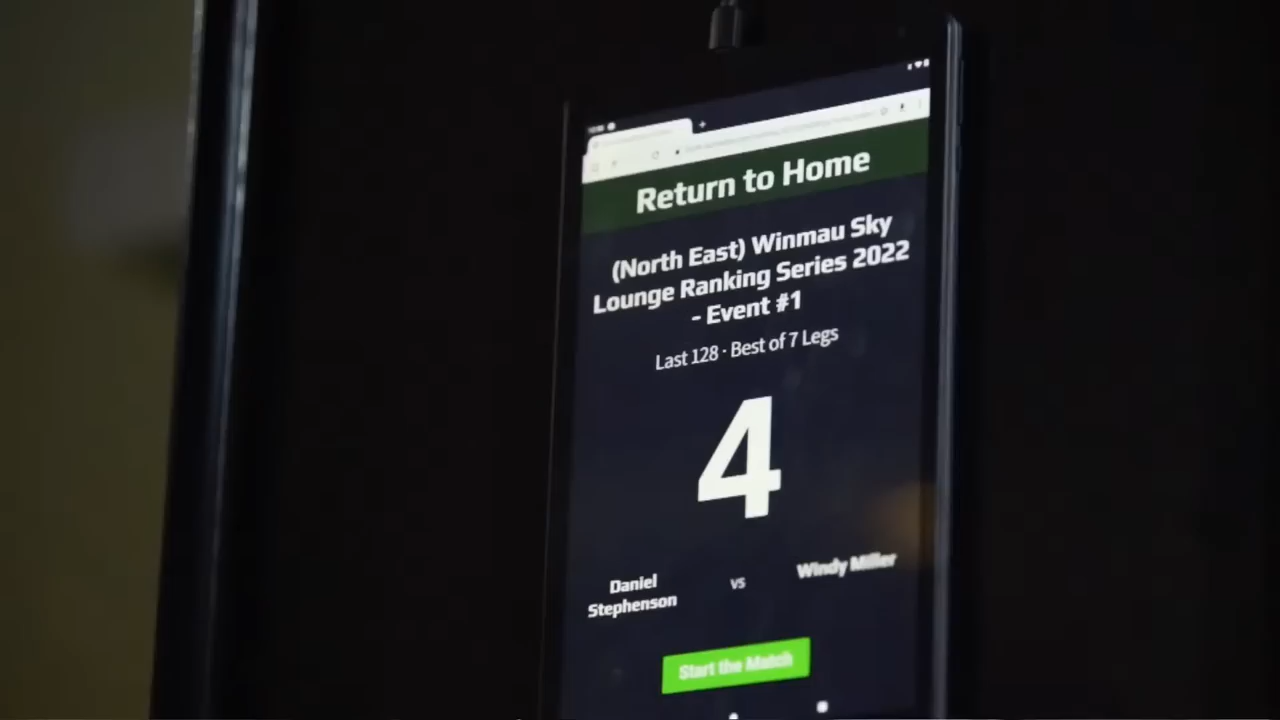 Return to Home
(North East) Winmau Sky
Lounge Ranking Series 2022
- Event #1
Last 128 · Best of 7 Legs
4
Daniel
Stephenson
vs
Windy Miller
Start the Match